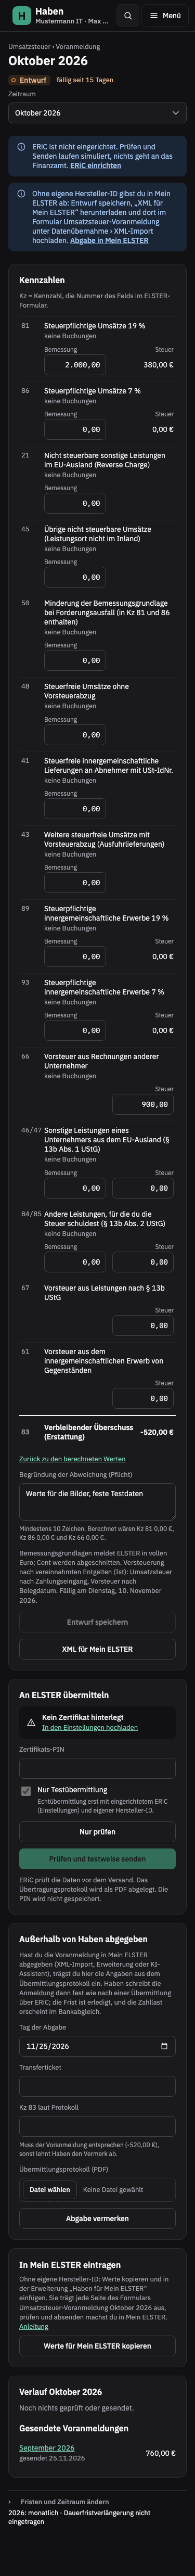 H
Haben
Mustermann IT · Max ...
Menü
Umsatzsteuer › Voranmeldung
Oktober 2026
Entwurf
fällig seit 15 Tagen
Zeitraum
Oktober 2026
ERiC ist nicht eingerichtet. Prüfen und
Senden laufen simuliert, nichts geht an das
Finanzamt. ERiC einrichten
Ohne eigene Hersteller-ID gibst du in Mein
ELSTER ab: Entwurf speichern, „XML für
Mein ELSTER“ herunterladen und dort im
Formular Umsatzsteuer-Voranmeldung
unter Datenübernahme › XML-Import
hochladen. Abgabe in Mein ELSTER
Kennzahlen
Kz = Kennzahl, die Nummer des Felds im ELSTER-
Formular.
81 Steuerpflichtige Umsätze 19 %
keine Buchungen
Bemessung Steuer
2.000,00 380,00 €
86 Steuerpflichtige Umsätze 7 %
keine Buchungen
Bemessung Steuer
0,00 0,00 €
21 Nicht steuerbare sonstige Leistungen
im EU-Ausland (Reverse Charge)
keine Buchungen
Bemessung
0,00
45 Übrige nicht steuerbare Umsätze
(Leistungsort nicht im Inland)
keine Buchungen
Bemessung
0,00
50 Minderung der Bemessungsgrundlage
bei Forderungsausfall (in Kz 81 und 86
enthalten)
keine Buchungen
Bemessung
0,00
48 Steuerfreie Umsätze ohne
Vorsteuerabzug
keine Buchungen
Bemessung
0,00
41 Steuerfreie innergemeinschaftliche
Lieferungen an Abnehmer mit USt-IdNr.
keine Buchungen
Bemessung
0,00
43 Weitere steuerfreie Umsätze mit
Vorsteuerabzug (Ausfuhrlieferungen)
keine Buchungen
Bemessung
0,00
89 Steuerpflichtige
innergemeinschaftliche Erwerbe 19 %
keine Buchungen
Bemessung Steuer
0,00 0,00 €
93 Steuerpflichtige
innergemeinschaftliche Erwerbe 7 %
keine Buchungen
Bemessung Steuer
0,00 0,00 €
66 Vorsteuer aus Rechnungen anderer
Unternehmer
keine Buchungen
Steuer
900,00
46/47 Sonstige Leistungen eines
Unternehmers aus dem EU-Ausland (§
13b Abs. 1 UStG)
keine Buchungen
Bemessung Steuer
0,00 0,00
84/85 Andere Leistungen, für die du die
Steuer schuldest (§ 13b Abs. 2 UStG)
keine Buchungen
Bemessung Steuer
0,00 0,00
67 Vorsteuer aus Leistungen nach § 13b
UStG
Steuer
0,00
61 Vorsteuer aus dem
innergemeinschaftlichen Erwerb von
Gegenständen
Steuer
0,00
83 Verbleibender Überschuss
(Erstattung) -520,00 €
Zurück zu den berechneten Werten
Begründung der Abweichung (Pflicht)
Werte für die Bilder, feste Testdaten
Mindestens 10 Zeichen. Berechnet wären Kz 81 0,00 €,
Kz 86 0,00 € und Kz 66 0,00 €.
Bemessungsgrundlagen meldet ELSTER in vollen
Euro; Cent werden abgeschnitten. Versteuerung
nach vereinnahmten Entgelten (Ist): Umsatzsteuer
nach Zahlungseingang, Vorsteuer nach
Belegdatum. Fällig am Dienstag, 10. November
2026.
Entwurf speichern
XML für Mein ELSTER
An ELSTER übermitteln
Kein Zertifikat hinterlegt
In den Einstellungen hochladen
Zertifikats-PIN
Nur Testübermittlung
Echtübermittlung erst mit eingerichtetem ERiC
(Einstellungen) und eigener Hersteller-ID.
Nur prüfen
Prüfen und testweise senden
ERiC prüft die Daten vor dem Versand. Das
Übertragungsprotokoll wird als PDF abgelegt. Die
PIN wird nicht gespeichert.
Außerhalb von Haben abgegeben
Hast du die Voranmeldung in Mein ELSTER
abgegeben (XML-Import, Erweiterung oder KI-
Assistent), trägst du hier die Angaben aus dem
Übermittlungsprotokoll ein. Haben schreibt die
Anmeldung dann fest wie nach einer Übermittlung
über ERiC; die Frist ist erledigt, und die Zahllast
erscheint im Bankabgleich.
Tag der Abgabe
11/25/2026
Transferticket
Kz 83 laut Protokoll
Muss der Voranmeldung entsprechen (-520,00 €),
sonst lehnt Haben den Vermerk ab.
Übermittlungsprotokoll (PDF)
Datei wählen Keine Datei gewählt
Abgabe vermerken
In Mein ELSTER eintragen
Ohne eigene Hersteller-ID: Werte kopieren und in
der Erweiterung „Haben für Mein ELSTER“
einfügen. Sie trägt jede Seite des Formulars
Umsatzsteuer-Voranmeldung Oktober 2026 aus,
prüfen und absenden machst du in Mein ELSTER.
Anleitung
Werte für Mein ELSTER kopieren
Verlauf Oktober 2026
Noch nichts geprüft oder gesendet.
Gesendete Voranmeldungen
September 2026
gesendet 25.11.2026
760,00 €
› Fristen und Zeitraum ändern
2026: monatlich · Dauerfristverlängerung nicht
eingetragen